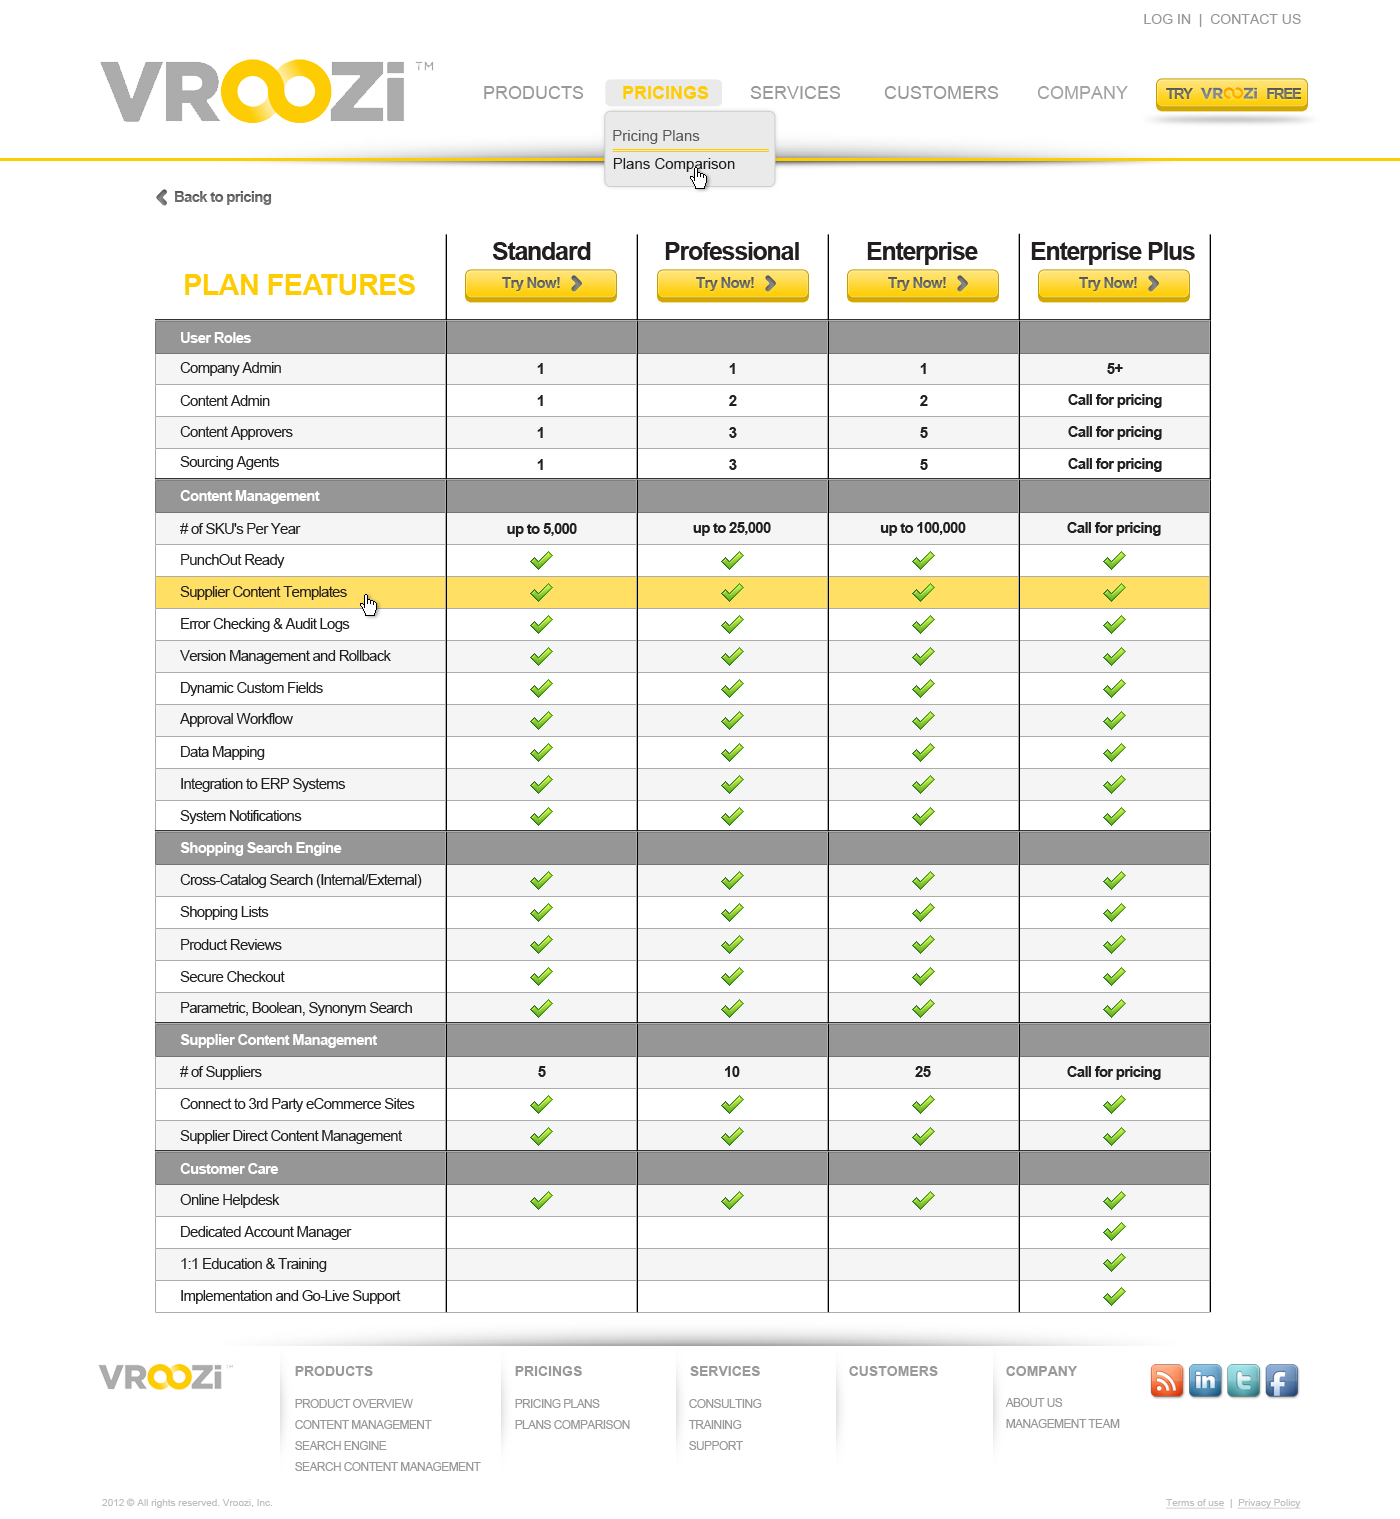 LOG IN | CONTACT US
VROOZi ™
PRODUCTS PRICINGS SERVICES CUSTOMERS COMPANY TRY VROOZi FREE
Pricing Plans
Plans Comparison
Back to pricing
Standard Professional Enterprise Enterprise Plus
PLAN FEATURES Try Now! Try Now! Try Now! Try Now!
User Roles
Company Admin 1 1 1 5+
Content Admin 1 2 2 Call for pricing
Content Approvers 1 3 5 Call for pricing
Sourcing Agents 1 3 5 Call for pricing
Content Management
# of SKU's Per Year up to 5,000 up to 25,000 up to 100,000 Call for pricing
PunchOut Ready
Supplier Content Templates
Error Checking & Audit Logs
Version Management and Rollback
Dynamic Custom Fields
Approval Workflow
Data Mapping
Integration to ERP Systems
System Notifications
Shopping Search Engine
Cross-Catalog Search (Internal/External)
Shopping Lists
Product Reviews
Secure Checkout
Parametric, Boolean, Synonym Search
Supplier Content Management
# of Suppliers 5 10 25 Call for pricing
Connect to 3rd Party eCommerce Sites
Supplier Direct Content Management
Customer Care
Online Helpdesk
Dedicated Account Manager
1:1 Education & Training
Implementation and Go-Live Support
VROOZi ™
PRODUCTS
PRODUCT OVERVIEW
CONTENT MANAGEMENT
SEARCH ENGINE
SEARCH CONTENT MANAGEMENT
PRICINGS
PRICING PLANS
PLANS COMPARISON
SERVICES
CONSULTING
TRAINING
SUPPORT
CUSTOMERS
COMPANY
ABOUT US
MANAGEMENT TEAM
in t f
2012 © All rights reserved. Vroozi, Inc.
Terms of use | Privacy Policy